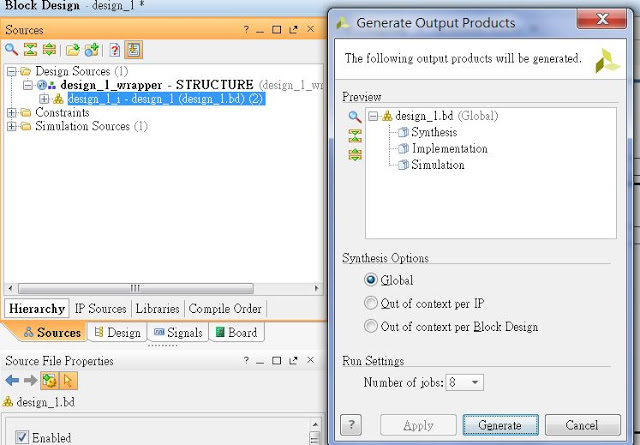 Block Design - design_1 *
Sources
Design Sources (1)
design_1_wrapper - STRUCTURE (design_1_wr
design_1_i - design_1 (design_1.bd) (2)
Constraints
Simulation Sources (1)
Hierarchy IP Sources Libraries Compile Order
Sources Design Signals Board
Source File Properties
design_1.bd
Enabled
Generate Output Products
The following output products will be generated.
Preview
design_1.bd (Global)
Synthesis
Implementation
Simulation
Synthesis Options
Global
Out of context per IP
Out of context per Block Design
Run Settings
Number of jobs: 8
? Apply Generate Cancel